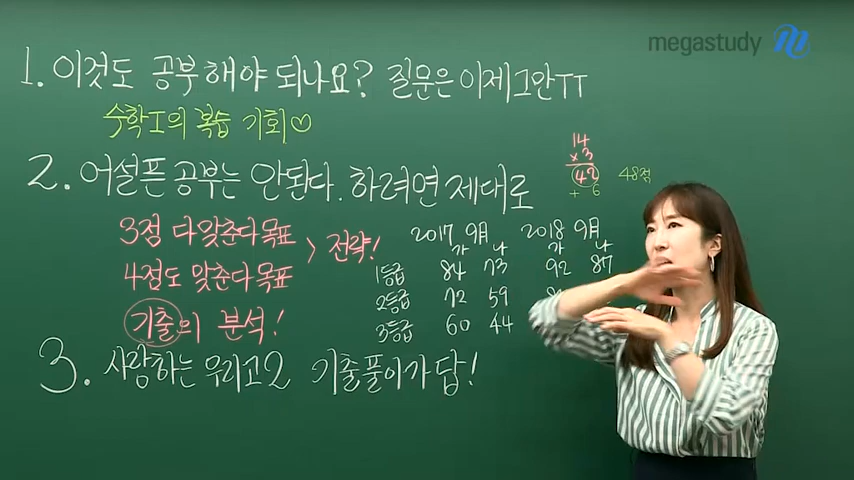 megastudy
1. 이것도 공부해야 되나요? 질문은 이제그만TT
수학I의 복습 기회♡
2. 어설픈 공부는 안된다. 하려면 제대로
14
×3
42
+ 6
48점
3점 다맞춘다목표
4점도 맞춘다목표
> 전략!
기출의 분석!
2017 9月 2018 9月
가 나 가 나
1등급 84 73 92 87
2등급 72 59
3등급 60 44
3. 사랑하는 우리고2 기출풀이가 답!